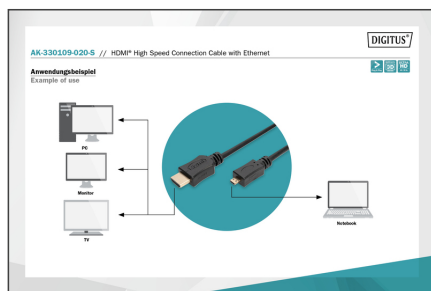 DIGITUS®
AK-330109-020-S // HDMI® High Speed Connection Cable with Ethernet
Anwendungsbeispiel
Example of use
PC
Monitor
TV
Notebook